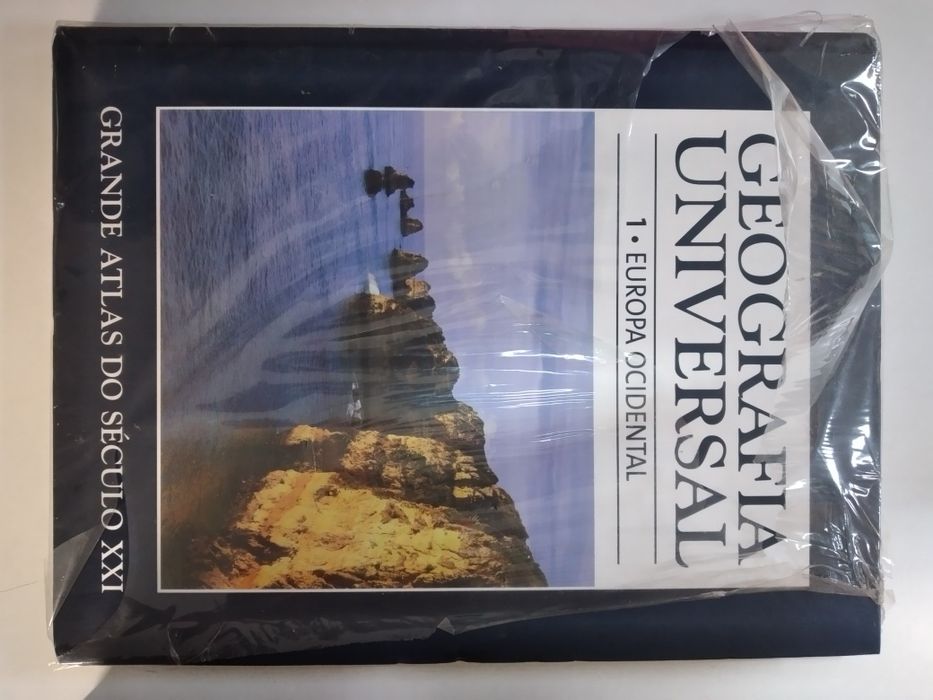 GEOGRAFIA
UNIVERSAL
1 • EUROPA OCIDENTAL
GRANDE ATLAS DO SÉCULO XXI